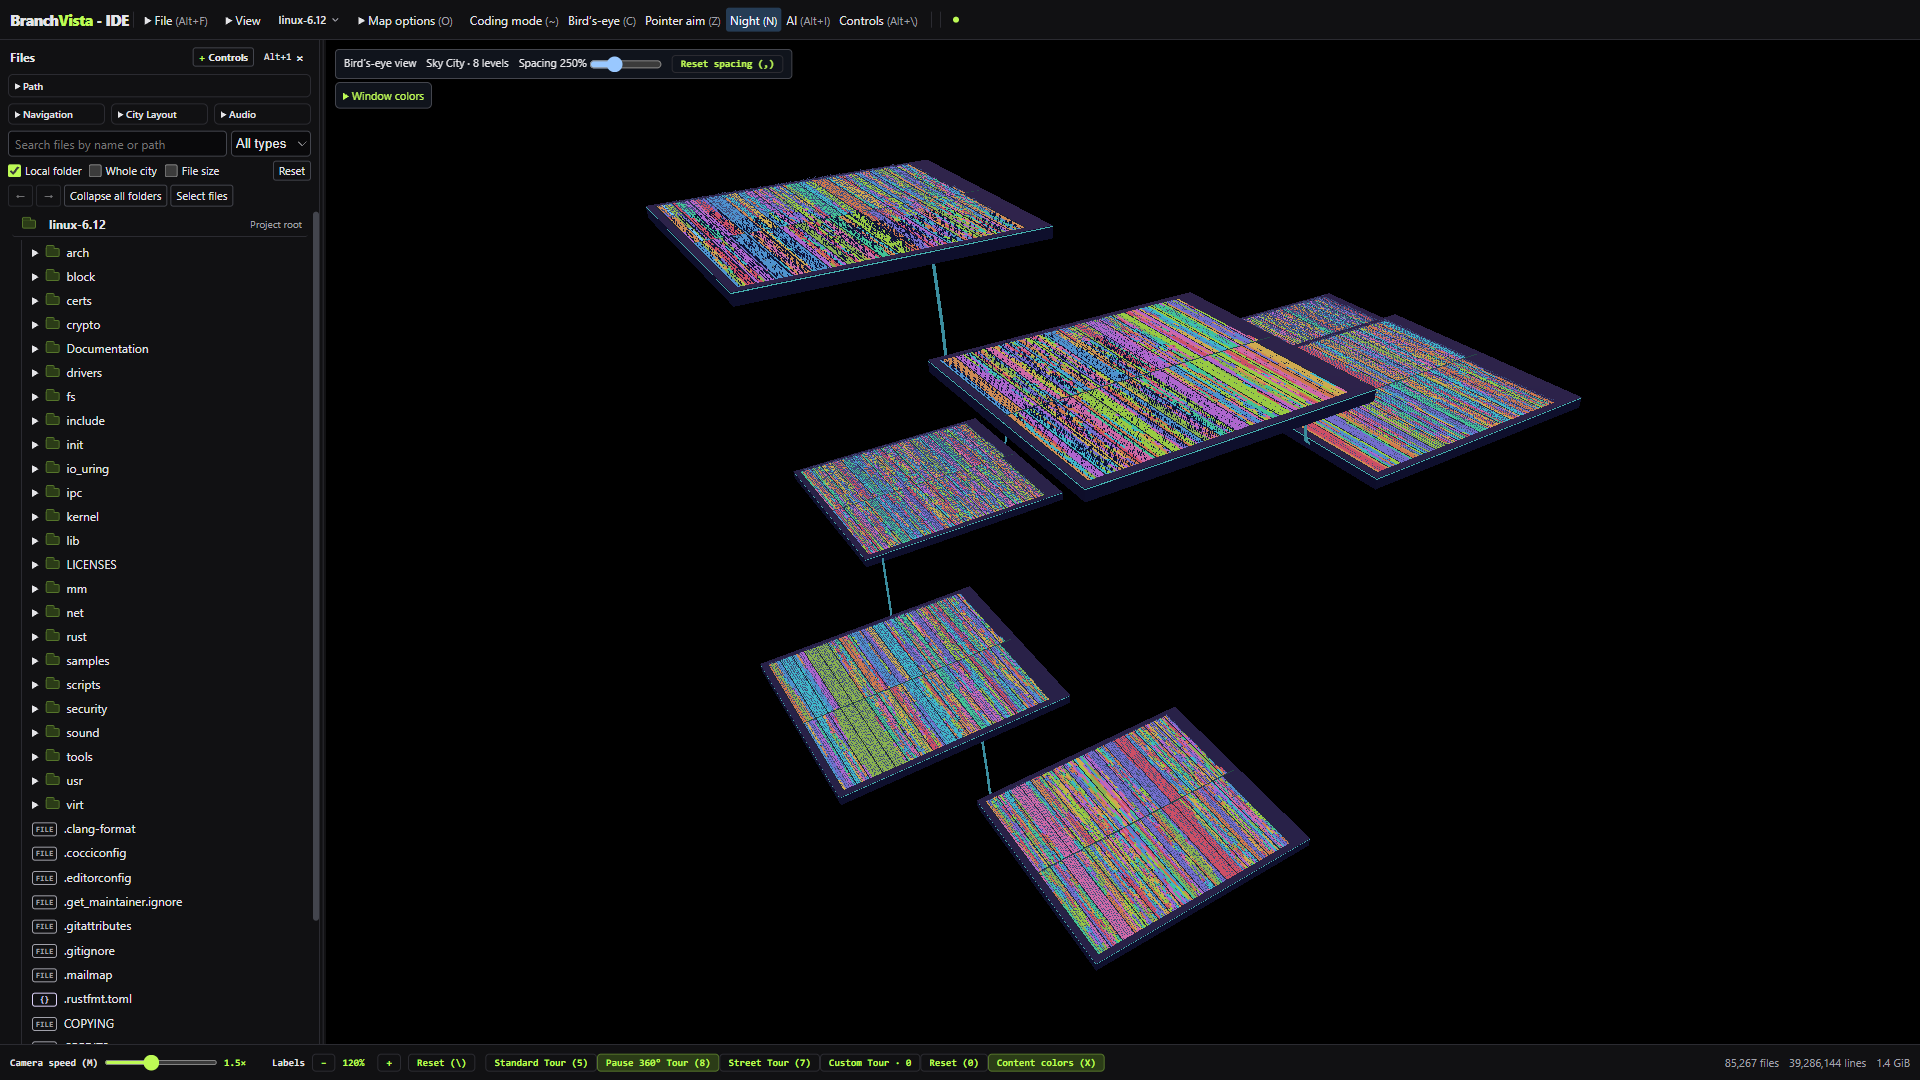 BranchVista - IDE ▶ File (Alt+F) ▶ View linux-6.12 ▶ Map options (O) Coding mode (~) Bird's-eye (C) Pointer aim (Z) Night (N) AI (Alt+I) Controls (Alt+\)
Files + Controls Alt+1 ×
▶ Path
▶ Navigation ▶ City Layout ▶ Audio
Search files by name or path All types
Local folder Whole city File size Reset
← → Collapse all folders Select files
linux-6.12 Project root
▶ arch
▶ block
▶ certs
▶ crypto
▶ Documentation
▶ drivers
▶ fs
▶ include
▶ init
▶ io_uring
▶ ipc
▶ kernel
▶ lib
▶ LICENSES
▶ mm
▶ net
▶ rust
▶ samples
▶ scripts
▶ security
▶ sound
▶ tools
▶ usr
▶ virt
FILE .clang-format
FILE .cocciconfig
FILE .editorconfig
FILE .get_maintainer.ignore
FILE .gitattributes
FILE .gitignore
FILE .mailmap
{} .rustfmt.toml
FILE COPYING
Bird's-eye view Sky City · 8 levels Spacing 250% Reset spacing (,)
▶ Window colors
Camera speed (M) 1.5× Labels - 120% + Reset (\) Standard Tour (5) Pause 360° Tour (8) Street Tour (7) Custom Tour · 0 Reset (0) Content colors (X) 85,267 files 39,286,144 lines 1.4 GiB